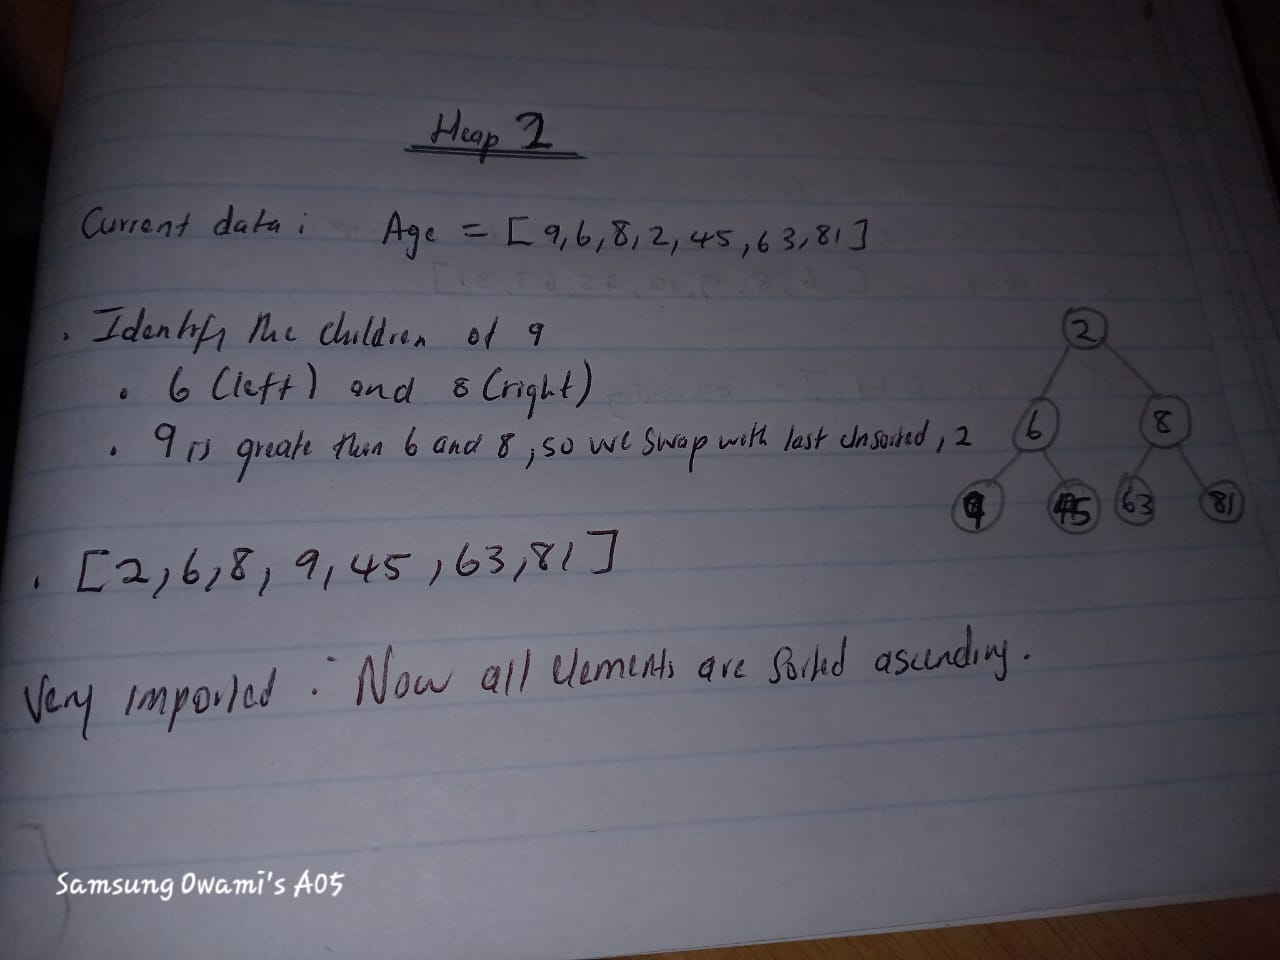 Heap 2
Current data : Age = [9,6,8,2,45,63,81]
. Identify the children of 9
• 6 (left) and 8 (right)
• 9 is greate than 6 and 8, so we swap with last unsorted, 2
• [2,6,8, 9,45 ,63,81]
Very imported : Now all elements are sorted ascending.
2
6 8
9 45 63 81
Samsung Owami's A05